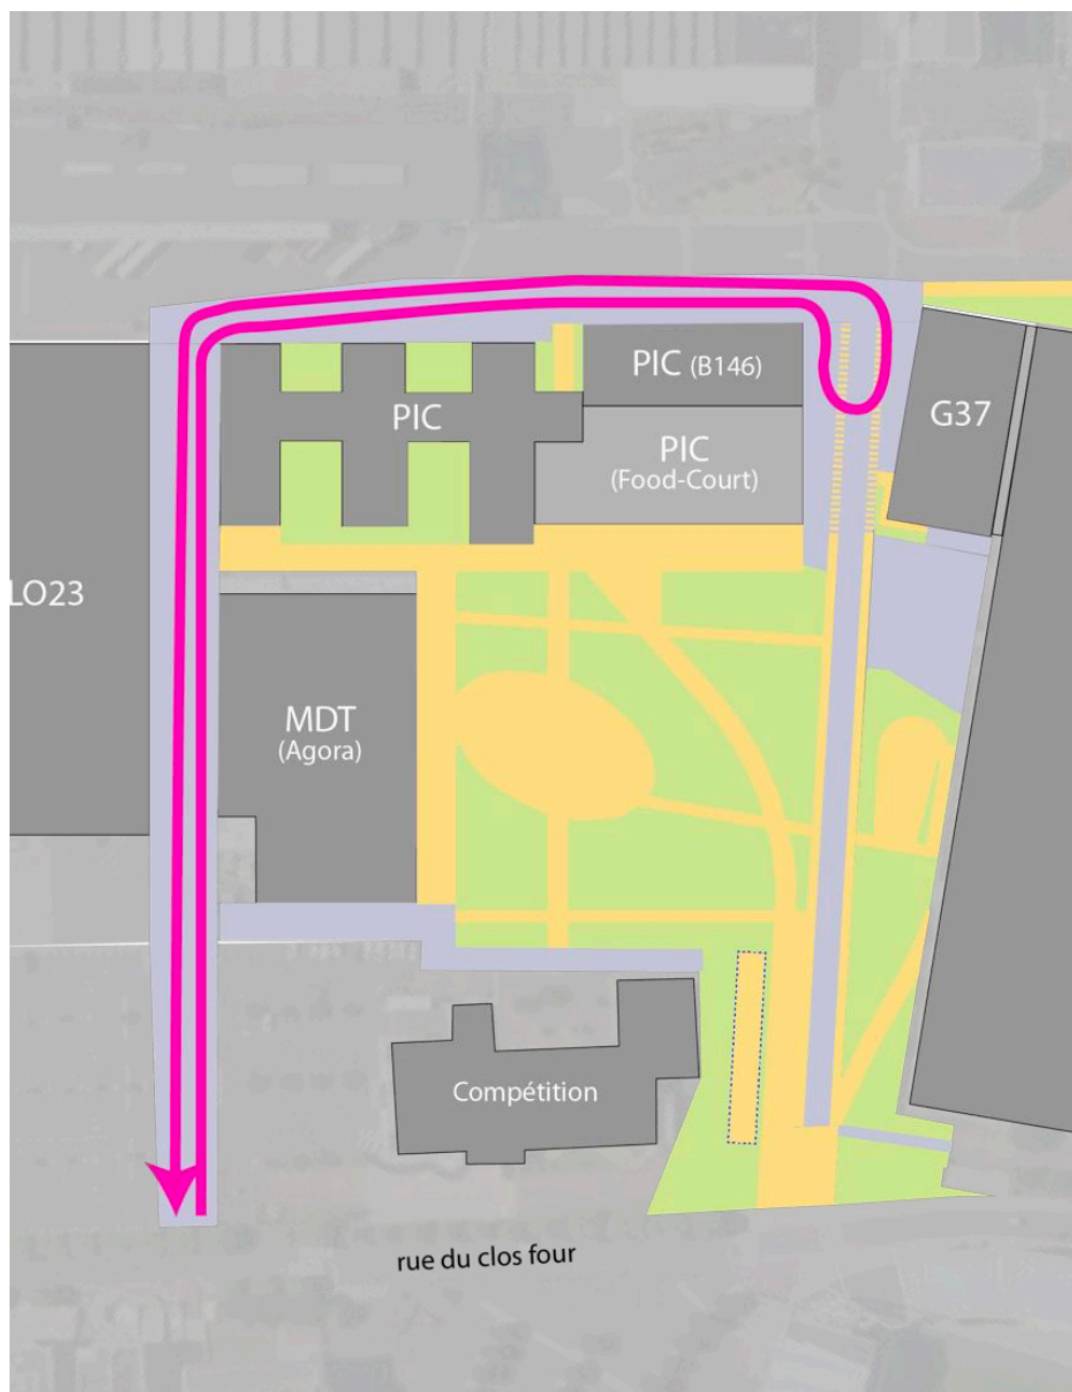 PIC (B146)
PIC
G37
PIC
(Food-Court)
LO23
MDT
(Agora)
Compétition
rue du clos four